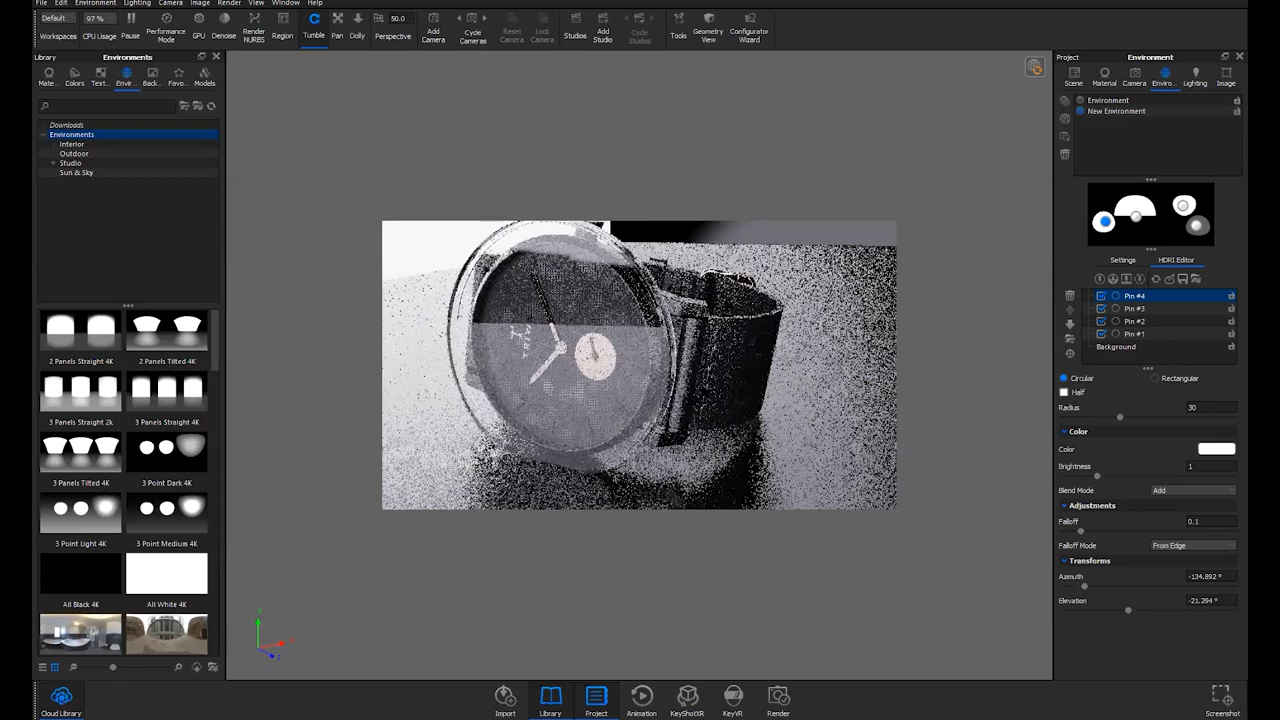 File Edit Environment Lighting Camera Image Render View Window Help
Default 97 % 50.0
Workspaces CPU Usage Pause Performance Mode GPU Denoise Render NURBS Region Tumble Pan Dolly Perspective Add Camera Cycle Cameras Reset Camera Lock Camera Studios Add Studio Cycle Studios Tools Geometry View Configurator Wizard
Library Environments
Mate... Colors Text... Envir... Back... Favo... Models
Downloads
Environments
Interior
Outdoor
Studio
Sun & Sky
2 Panels Straight 4K 2 Panels Tilted 4K
3 Panels Straight 2k 3 Panels Straight 4K
3 Panels Tilted 4K 3 Point Dark 4K
3 Point Light 4K 3 Point Medium 4K
All Black 4K All White 4K
Cloud Library
Project Environment
Scene Material Camera Enviro... Lighting Image
Environment
New Environment
Settings HDRI Editor
Pin #4
Pin #3
Pin #2
Pin #1
Background
Circular Rectangular
Half
Radius 30
Color
Color
Brightness 1
Blend Mode Add
Adjustments
Falloff 0.1
Falloff Mode From Edge
Transforms
Azimuth -134.892 °
Elevation -21.294 °
Import Library Project Animation KeyShotXR KeyVR Render Screenshot